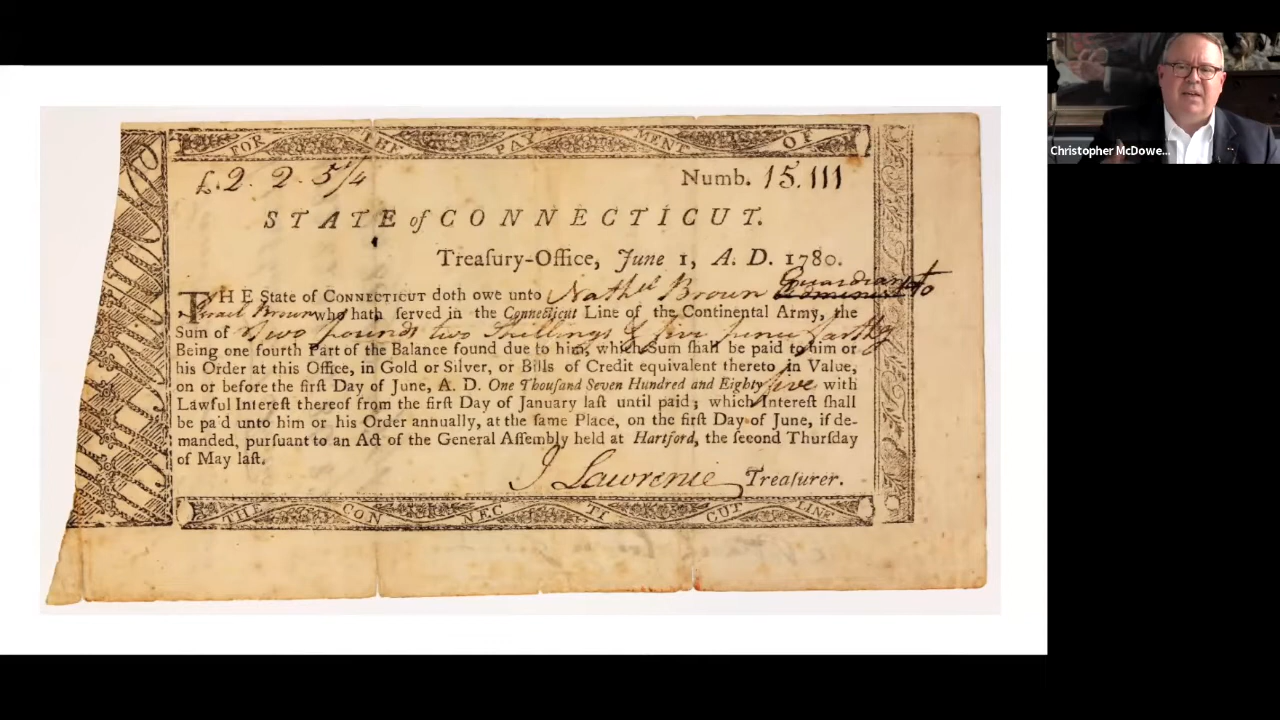 FOR THE PAYMENT OF
£.2. 2. 5 1/4
Numb. 15.111
STATE of CONNECTICUT.
Treaſury-Office, June 1, A. D. 1780.
THE State of CONNECTICUT doth owe unto Nathll Brown Guardian to
Israel Brown who hath ſerved in the Connecticut Line of the Continental Army, the
Sum of Two pounds two Shillings & five pence farthg
Being one fourth Part of the Balance found due to him, which Sum ſhall be paid to him or
his Order at this Office, in Gold or Silver, or Bills of Credit equivalent thereto in Value,
on or before the firſt Day of June, A. D. One Thouſand Seven Hundred and Eighty five with
Lawful Intereſt thereof from the firſt Day of January laſt until paid; which Intereſt ſhall
be paid unto him or his Order annually, at the ſame Place, on the firſt Day of June, if de-
manded, purſuant to an Act of the General Aſſembly held at Hartford, the ſecond Thurſday
of May laſt.
J Lawrence Treaſurer.
THE CONNECTICUT LINE
Christopher McDowe...